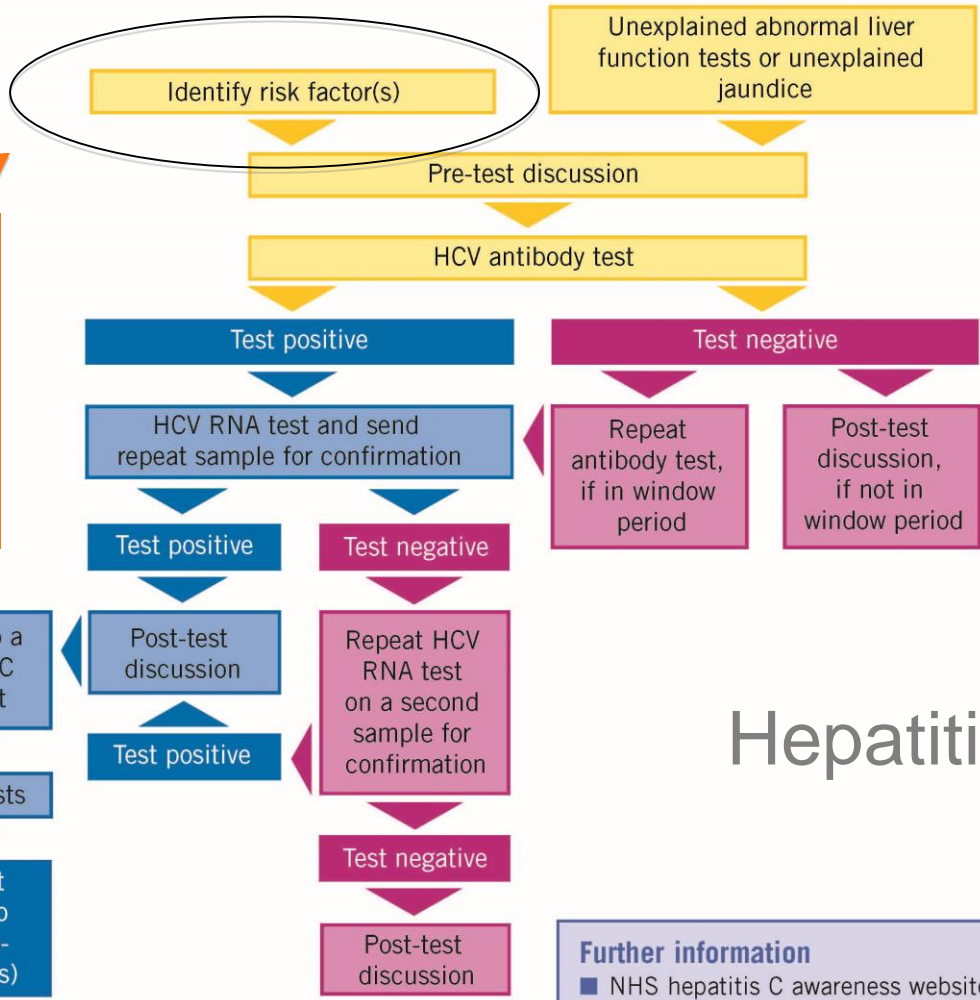 Identify risk factor(s)
Unexplained abnormal liver
function tests or unexplained
jaundice
Pre-test discussion
HCV antibody test
Test positive
Test negative
HCV RNA test and send
repeat sample for confirmation
Repeat
antibody test,
if in window
period
Post-test
discussion,
if not in
window period
Test positive
Test negative
a
C
t
Post-test
discussion
Repeat HCV
RNA test
on a second
sample for
confirmation
Test positive
Hepatiti
sts
Test negative
t
-
s)
Post-test
discussion
Further information
■ NHS hepatitis C awareness website